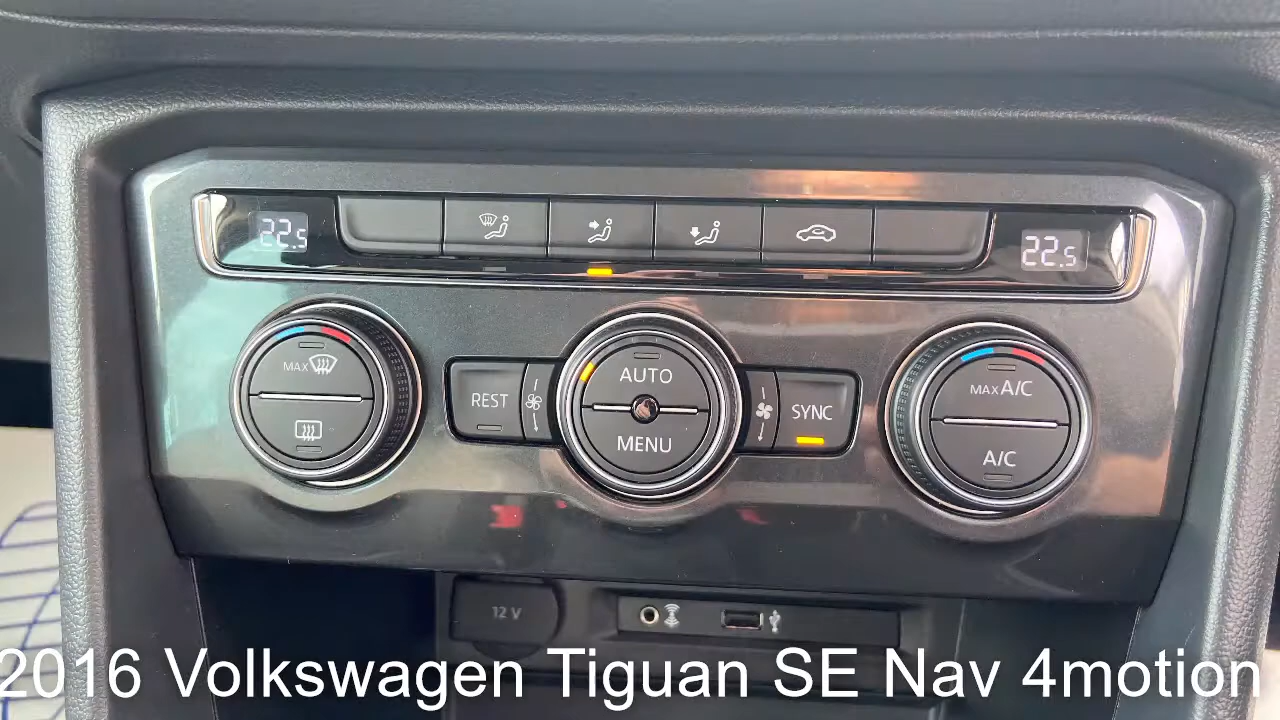 22.5
22.5
MAX
REST
AUTO
MENU
SYNC
MAX A/C
A/C
12 V
2016 Volkswagen Tiguan SE Nav 4motion